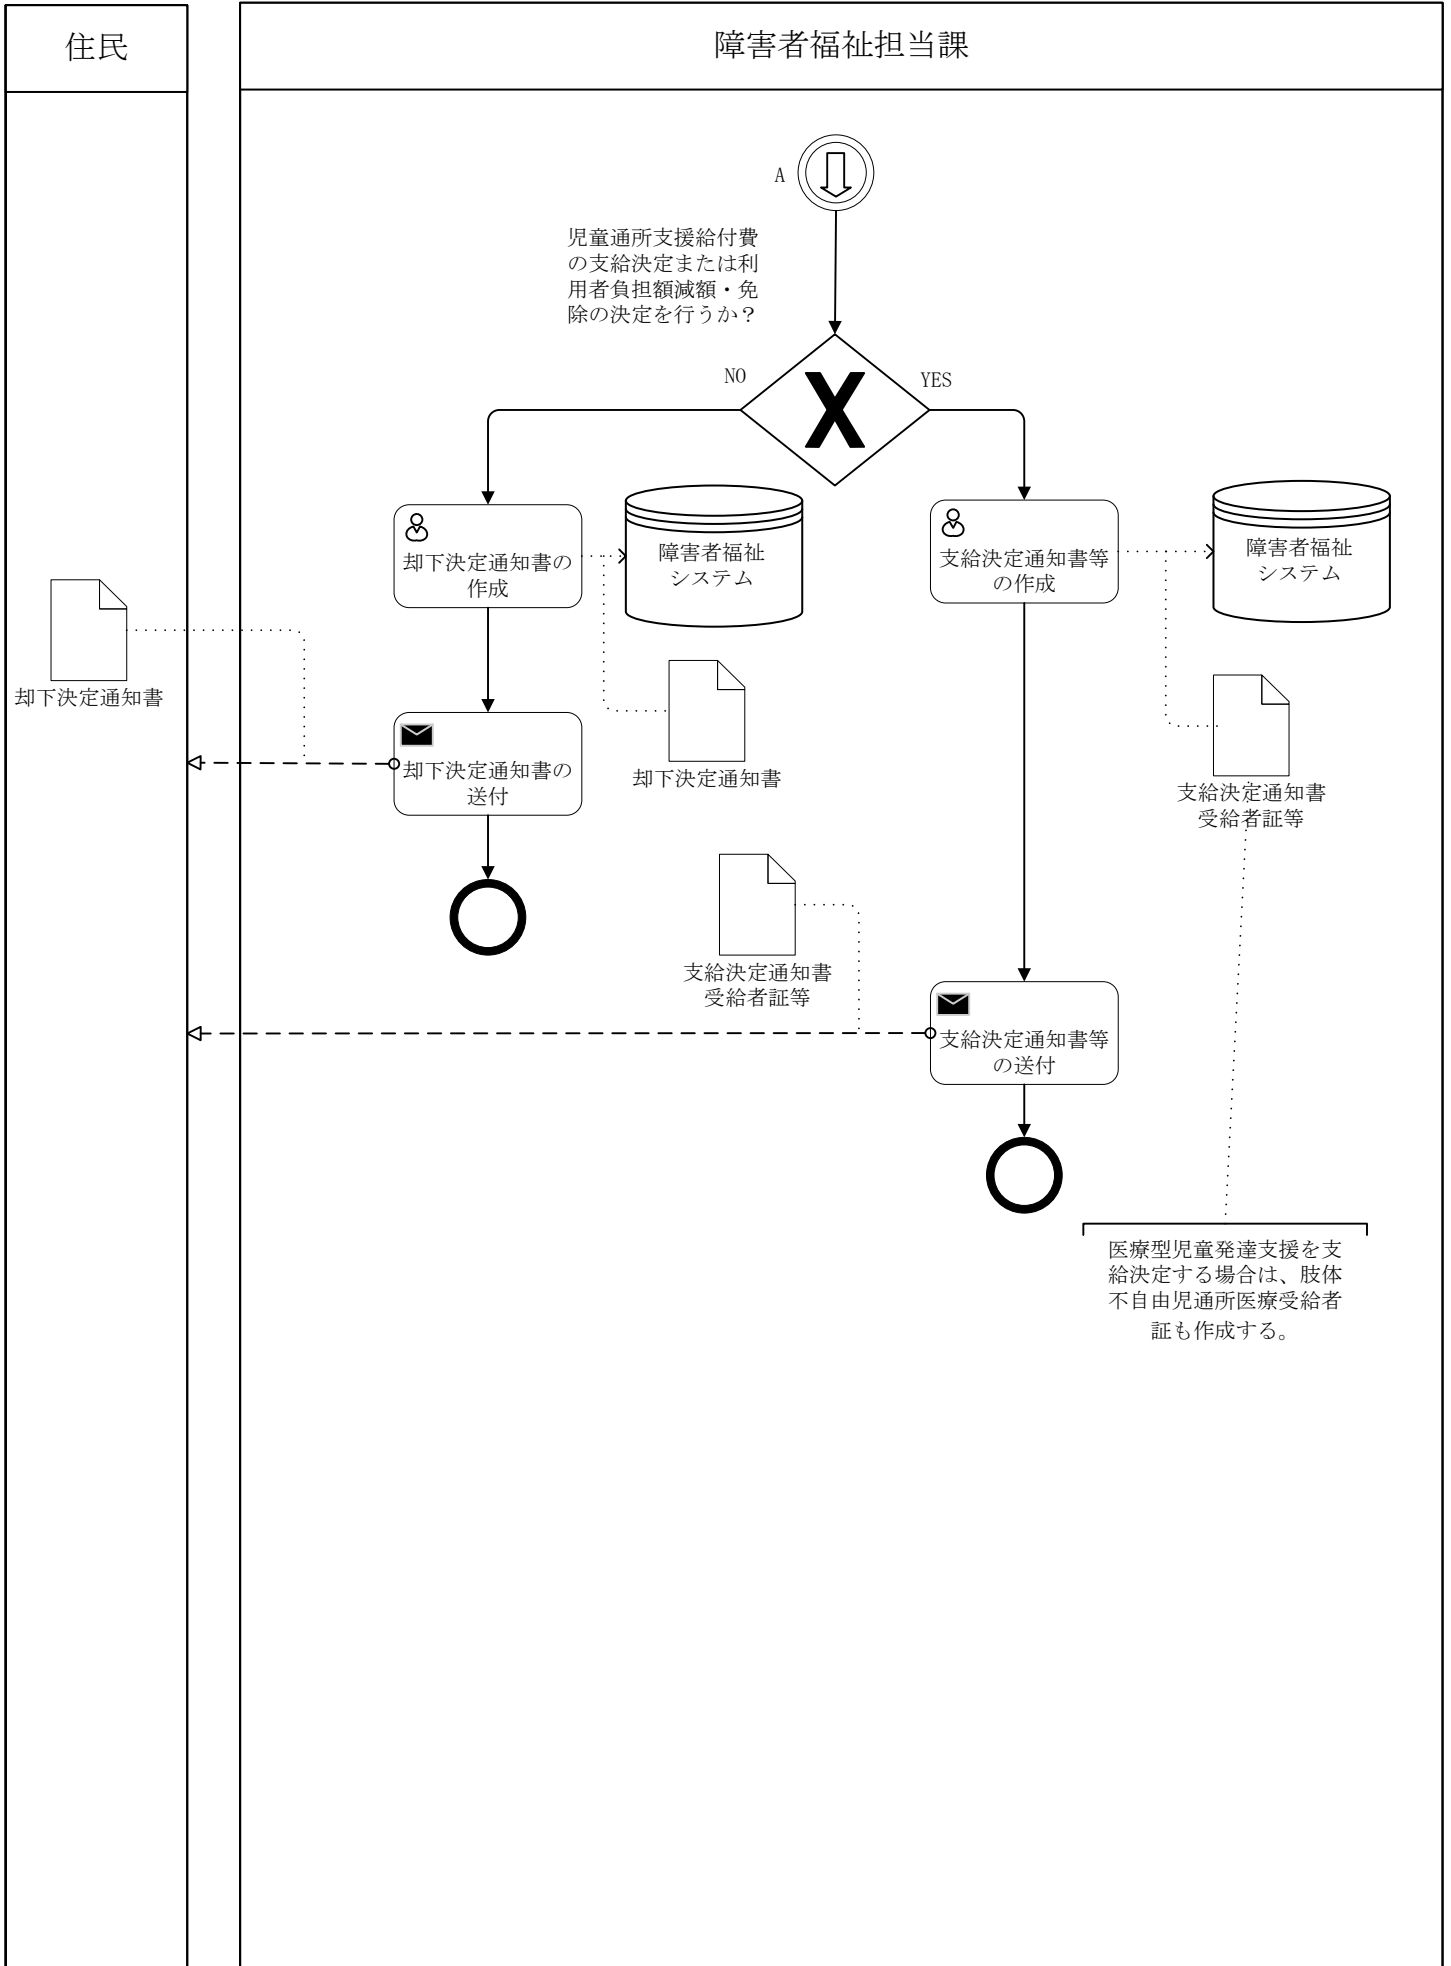 住民
障害者福祉担当課
A
児童通所支援給付費
の支給決定または利
用者負担額減額・免
除の決定を行うか？
NO
YES
却下決定通知書の
作成
障害者福祉
システム
支給決定通知書等
の作成
障害者福祉
システム
却下決定通知書
却下決定通知書の
送付
却下決定通知書
支給決定通知書
受給者証等
支給決定通知書
受給者証等
支給決定通知書等
の送付
医療型児童発達支援を支
給決定する場合は、肢体
不自由児通所医療受給者
証も作成する。